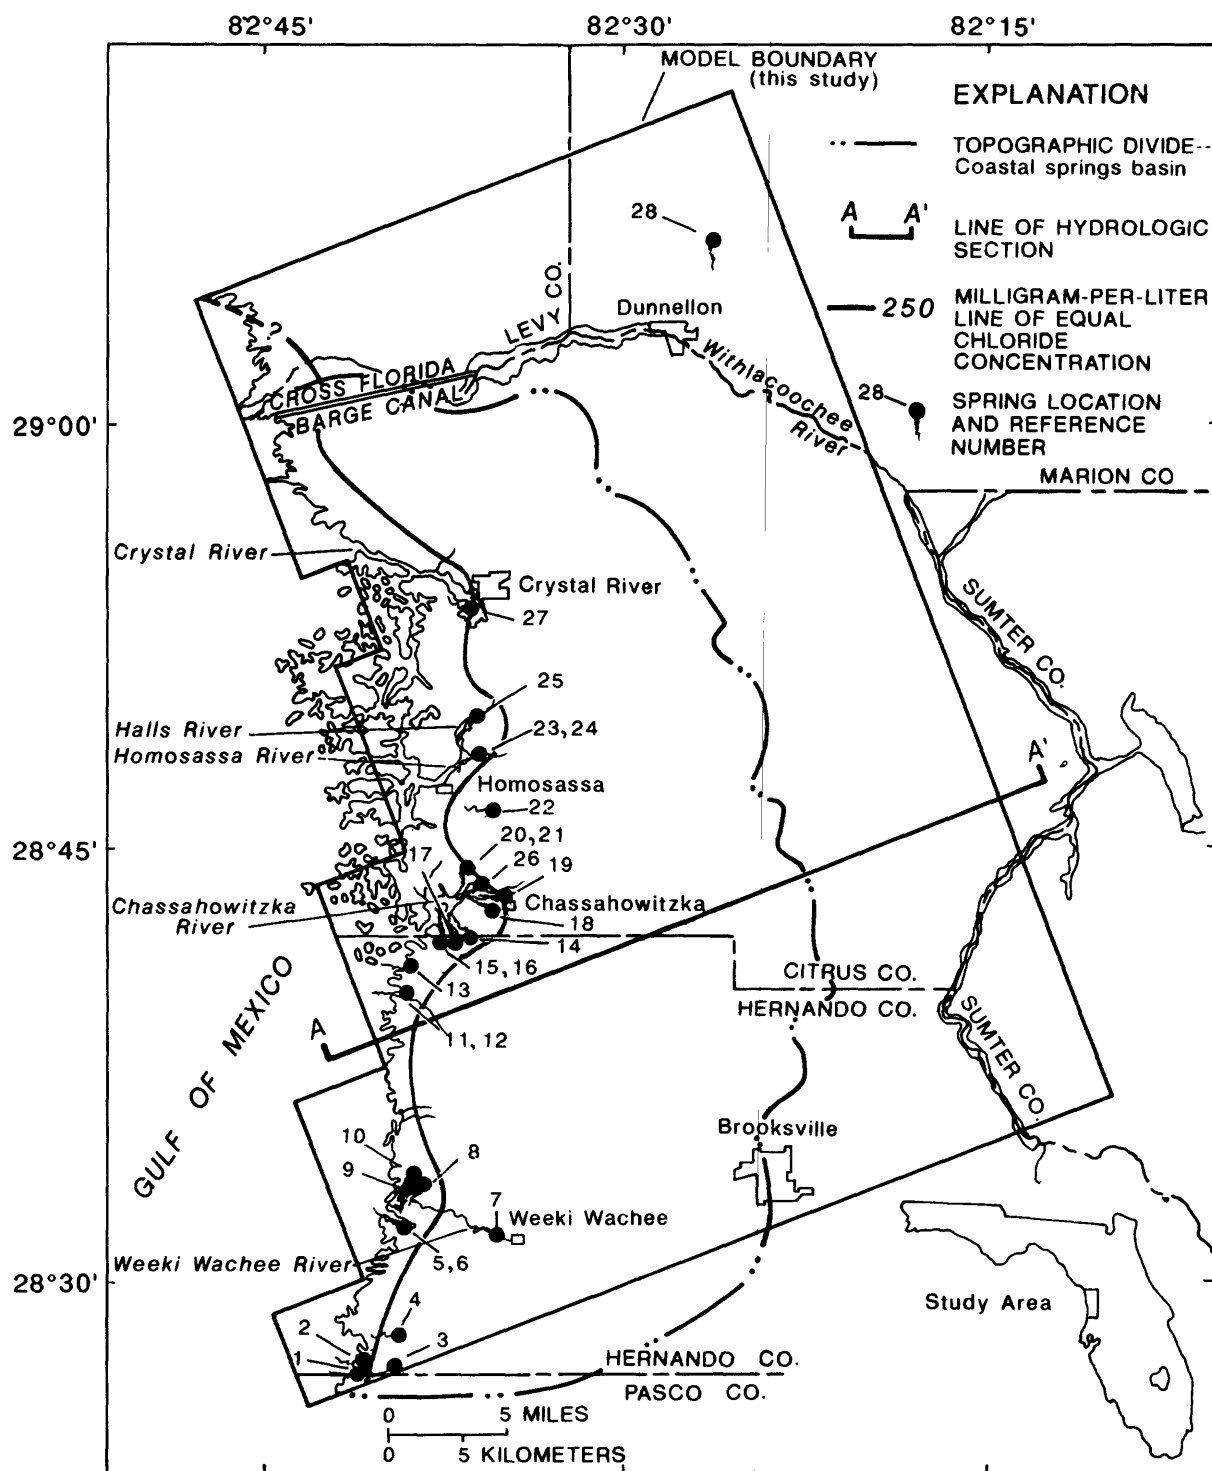 82°45'
82°30'
82°15'
MODEL BOUNDARY
(this study)
EXPLANATION
TOPOGRAPHIC DIVIDE--
Coastal springs basin
A A'
LINE OF HYDROLOGIC
SECTION
250
MILLIGRAM-PER-LITER
LINE OF EQUAL
CHLORIDE
CONCENTRATION
28
SPRING LOCATION
AND REFERENCE
NUMBER
28
Dunnellon
LEVY CO.
?
CROSS FLORIDA
BARGE CANAL
Withlacoochee
River
29°00'
MARION CO
Crystal River
Crystal River
27
SUMTER CO.
25
Halls River
23, 24
Homosassa River
A'
Homosassa
22
20, 21
28°45'
17
26
19
Chassahowitzka
River
Chassahowitzka
18
14
15, 16
13
CITRUS CO.
HERNANDO CO.
11, 12
A
GULF OF MEXICO
SUMTER CO.
Brooksville
10
9
8
7
Weeki Wachee
Weeki Wachee River
5, 6
28°30'
Study Area
4
2
3
1
HERNANDO CO.
PASCO CO.
0 5 MILES
0 5 KILOMETERS